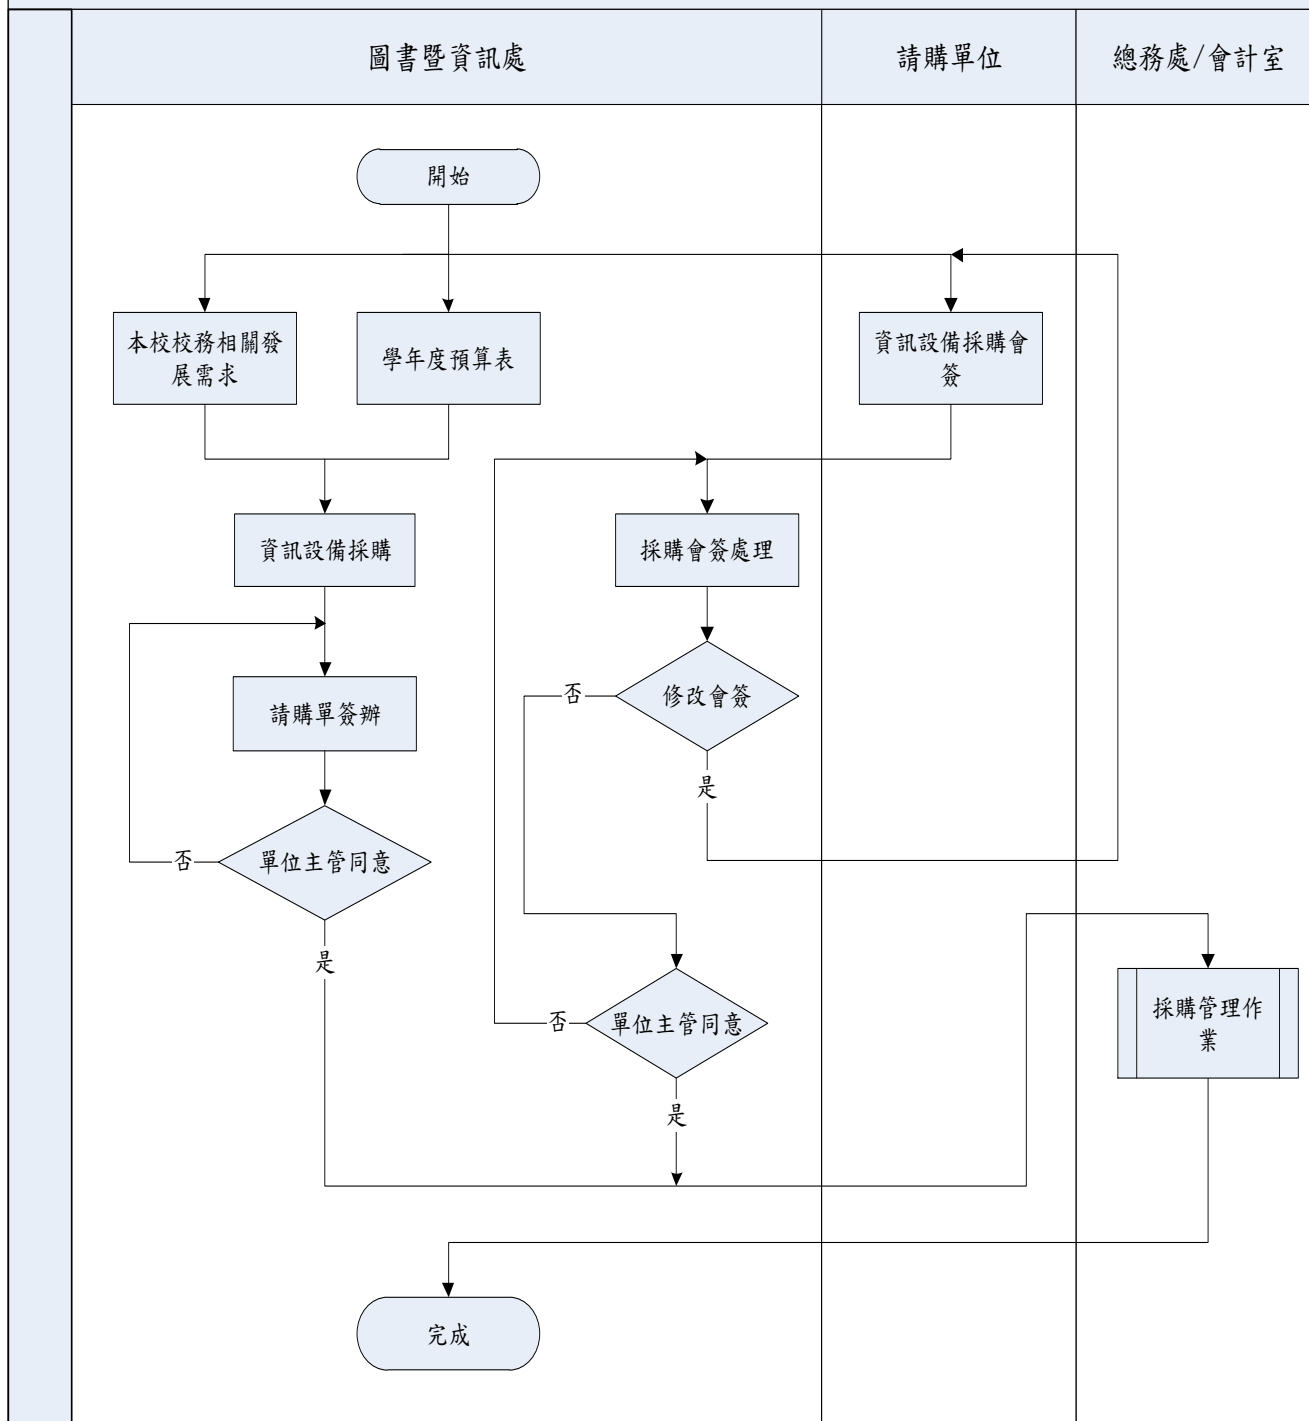 圖書暨資訊處
請購單位
總務處/會計室
開始
本校校務相關發
展需求
學年度預算表
資訊設備採購會
簽
資訊設備採購
採購會簽處理
請購單簽辦
修改會簽
否
是
單位主管同意
否
是
單位主管同意
否
是
採購管理作
業
完成